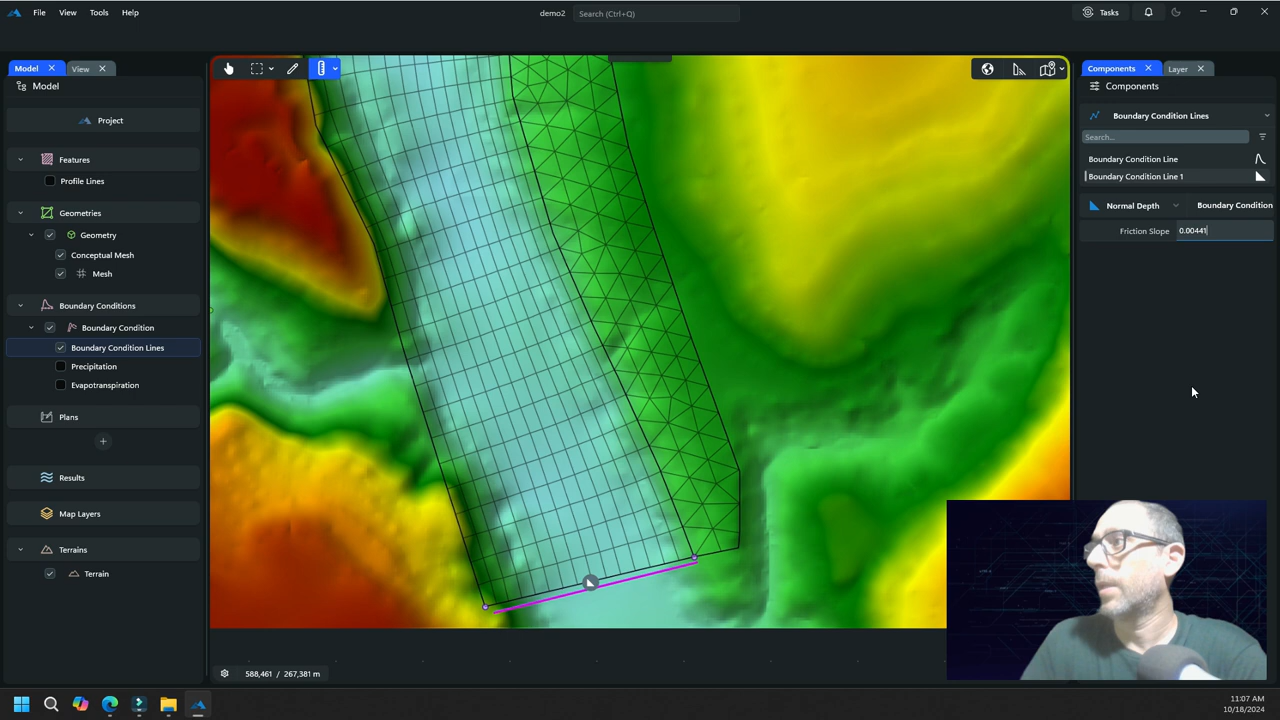 File View Tools Help
demo2
Search (Ctrl+Q)
Tasks
Model
View
Model
Project
Features
Profile Lines
Geometries
Geometry
Conceptual Mesh
Mesh
Boundary Conditions
Boundary Condition
Boundary Condition Lines
Precipitation
Evapotranspiration
Plans
Results
Map Layers
Terrains
Terrain
588,461 / 267,381 m
Components
Layer
Components
Boundary Condition Lines
Search...
Boundary Condition Line
Boundary Condition Line 1
Normal Depth
Boundary Condition
Friction Slope 0.00441
11:07 AM
10/18/2024